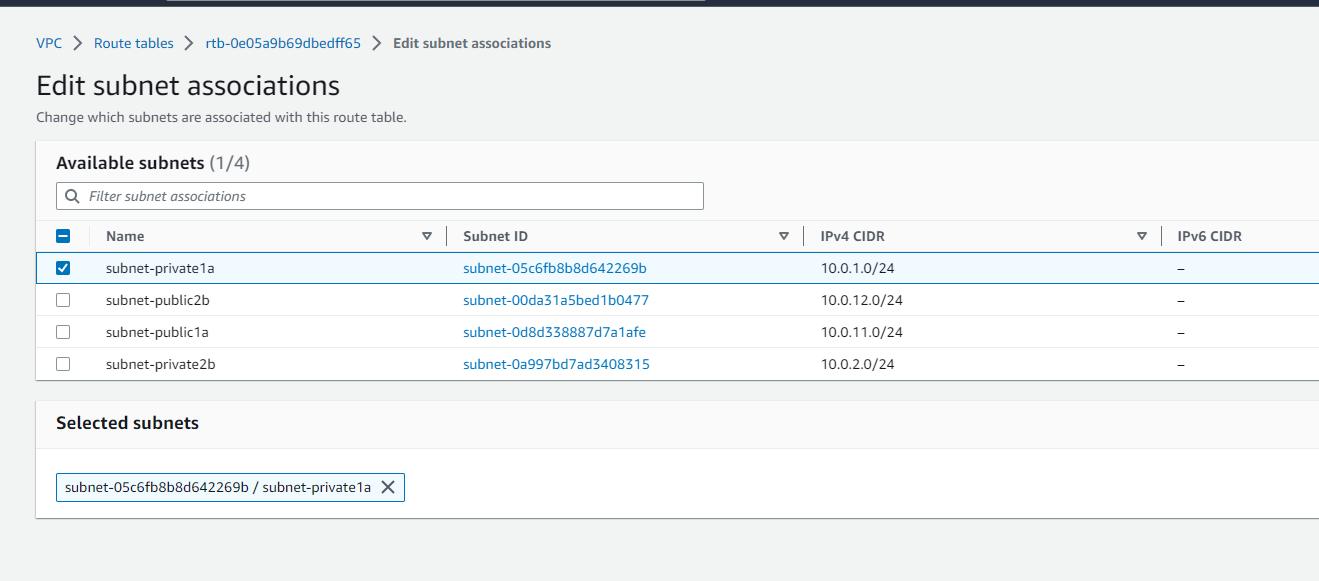 VPC > Route tables > rtb-0e05a9b69dbedff65 > Edit subnet associations
Edit subnet associations
Change which subnets are associated with this route table.
Available subnets (1/4)
Filter subnet associations
Name Subnet ID IPv4 CIDR IPv6 CIDR
subnet-private1a subnet-05c6fb8b8d642269b 10.0.1.0/24 –
subnet-public2b subnet-00da31a5bed1b0477 10.0.12.0/24 –
subnet-public1a subnet-0d8d338887d7a1afe 10.0.11.0/24 –
subnet-private2b subnet-0a997bd7ad3408315 10.0.2.0/24 –
Selected subnets
subnet-05c6fb8b8d642269b / subnet-private1a